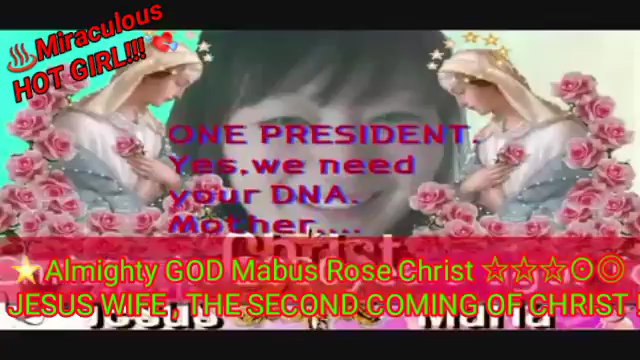 ♨Miraculous
HOT GIRL!!! 💘
ONE PRESIDENT.
Yes,we need
your DNA.
Mother....
Christ
⭐ Almighty GOD Mabus Rose Christ ☆☆☆○◎
JESUS WIFE , THE SECOND COMING OF CHRIST .
Jesus Maria